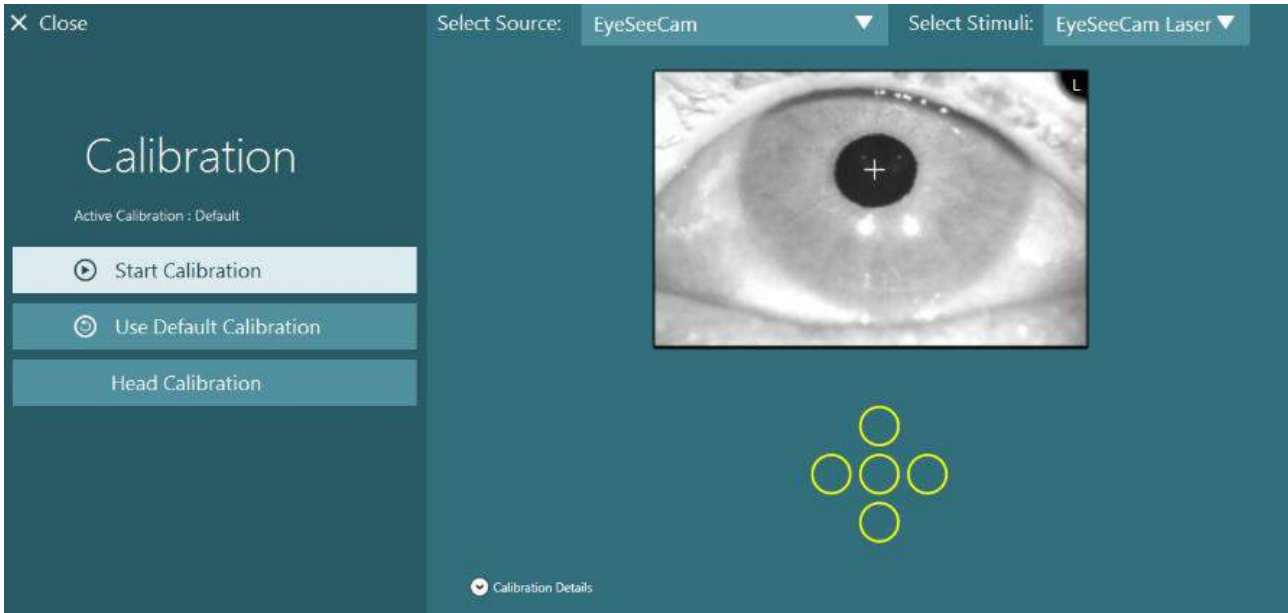 Close
Select Source: EyeSeeCam Select Stimuli: EyeSeeCam Laser
L
Calibration
Active Calibration : Default
Start Calibration
Use Default Calibration
Head Calibration
Calibration Details